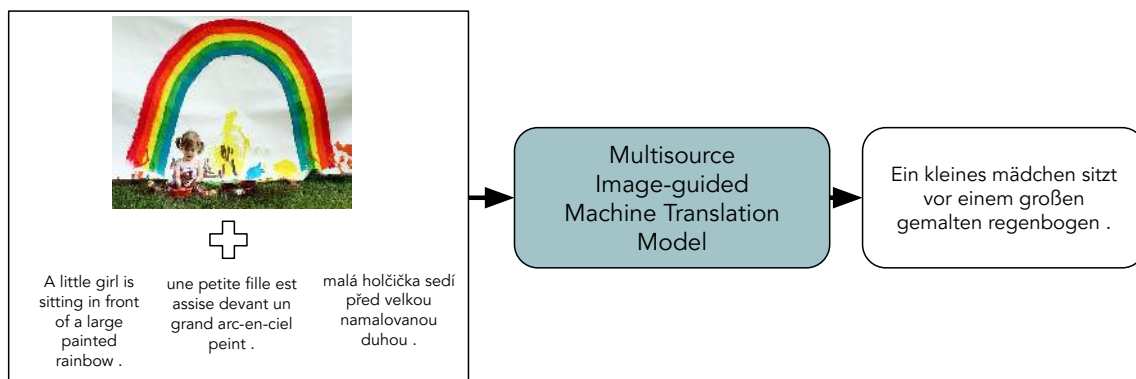 A little girl is
sitting in front
of a large
painted
rainbow .
une petite fille est
assise devant un
grand arc-en-ciel
peint .
malá holčička sedí
před velkou
namalovanou
duhou .
Multisource
Image-guided
Machine Translation
Model
Ein kleines mädchen sitzt
vor einem großen
gemalten regenbogen .